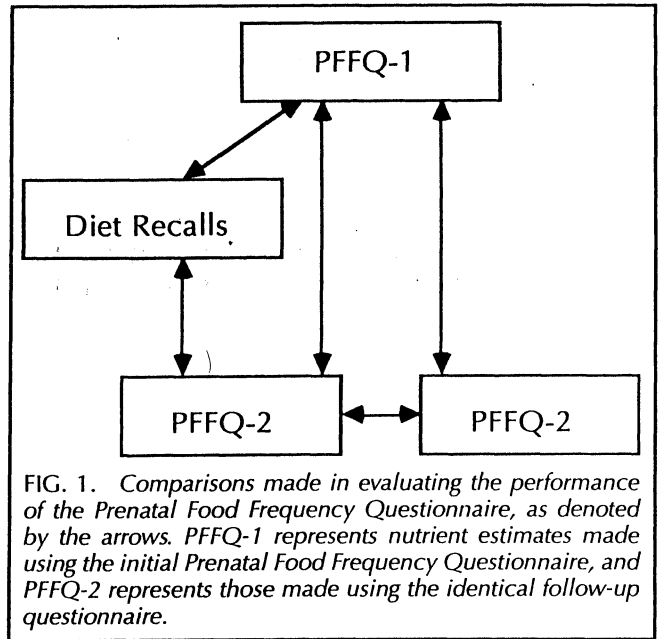 PFFQ-1
Diet Recalls
PFFQ-2
PFFQ-2
FIG. 1. Comparisons made in evaluating the performance
of the Prenatal Food Frequency Questionnaire, as denoted
by the arrows. PFFQ-1 represents nutrient estimates made
using the initial Prenatal Food Frequency Questionnaire, and
PFFQ-2 represents those made using the identical follow-up
questionnaire.